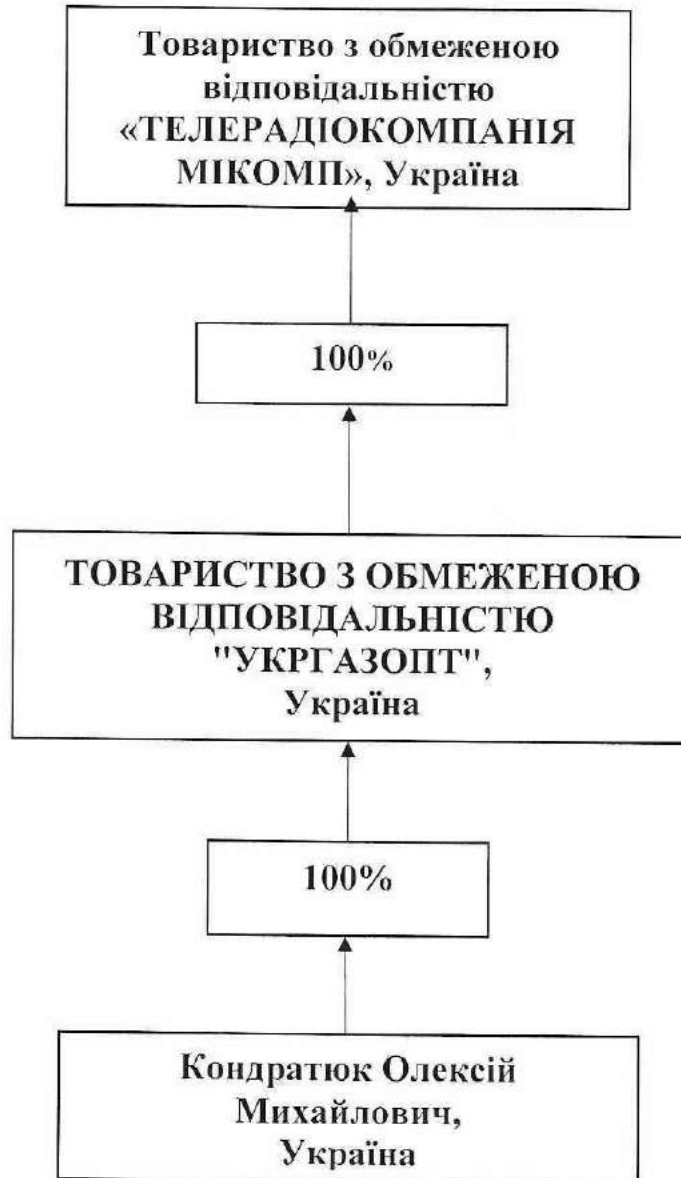 Товариство з обмеженою
відповідальністю
«ТЕЛЕРАДІОКОМПАНІЯ
МІКОМП», Україна
100%
ТОВАРИСТВО З ОБМЕЖЕНОЮ
ВІДПОВІДАЛЬНІСТЮ
"УКРГАЗОПТ",
Україна
100%
Кондратюк Олексій
Михайлович,
Україна